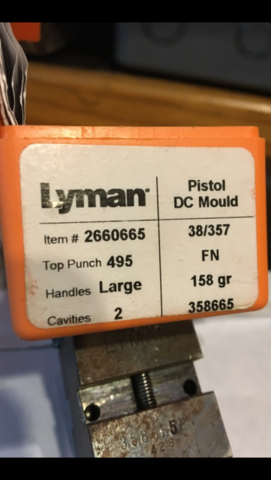 Lyman®
Pistol
DC Mould
Item # 2660665
38/357
Top Punch 495
FN
Handles Large
158 gr
Cavities 2
358665